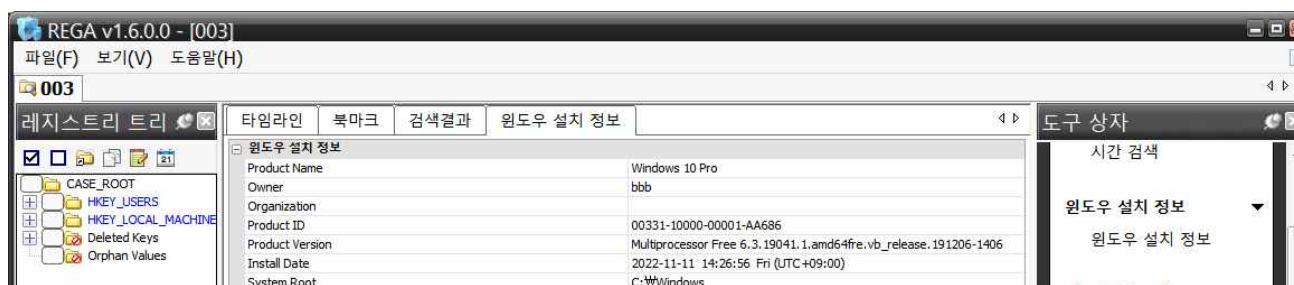 REGA v1.6.0.0 - [003]
파일(F) 보기(V) 도움말(H)
003
레지스트리 트리
CASE_ROOT
HKEY_USERS
HKEY_LOCAL_MACHINE
Deleted Keys
Orphan Values
타임라인 북마크 검색결과 윈도우 설치 정보
윈도우 설치 정보
Product Name Windows 10 Pro
Owner bbb
Organization
Product ID 00331-10000-00001-AA686
Product Version Multiprocessor Free 6.3.19041.1.amd64fre.vb_release.191206-1406
Install Date 2022-11-11 14:26:56 Fri (UTC+09:00)
System Root C:₩Windows
도구 상자
시간 검색
윈도우 설치 정보
윈도우 설치 정보